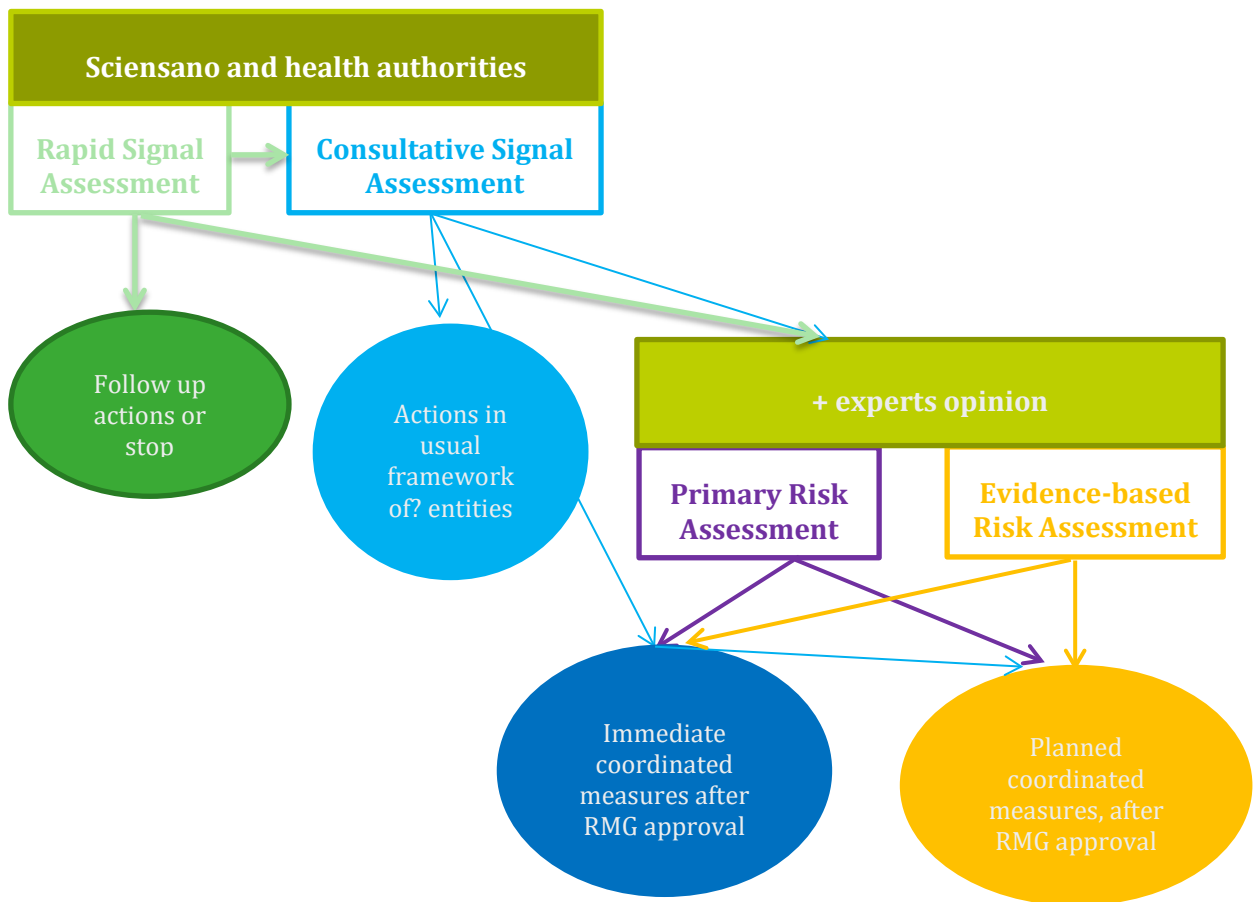 Sciensano and health authorities
Rapid Signal
Assessment
Consultative Signal
Assessment
Follow up
actions or
stop
Actions in
usual
framework
of? entities
+ experts opinion
Primary Risk
Assessment
Evidence-based
Risk Assessment
Immediate
coordinated
measures after
RMG approval
Planned
coordinated
measures, after
RMG approval